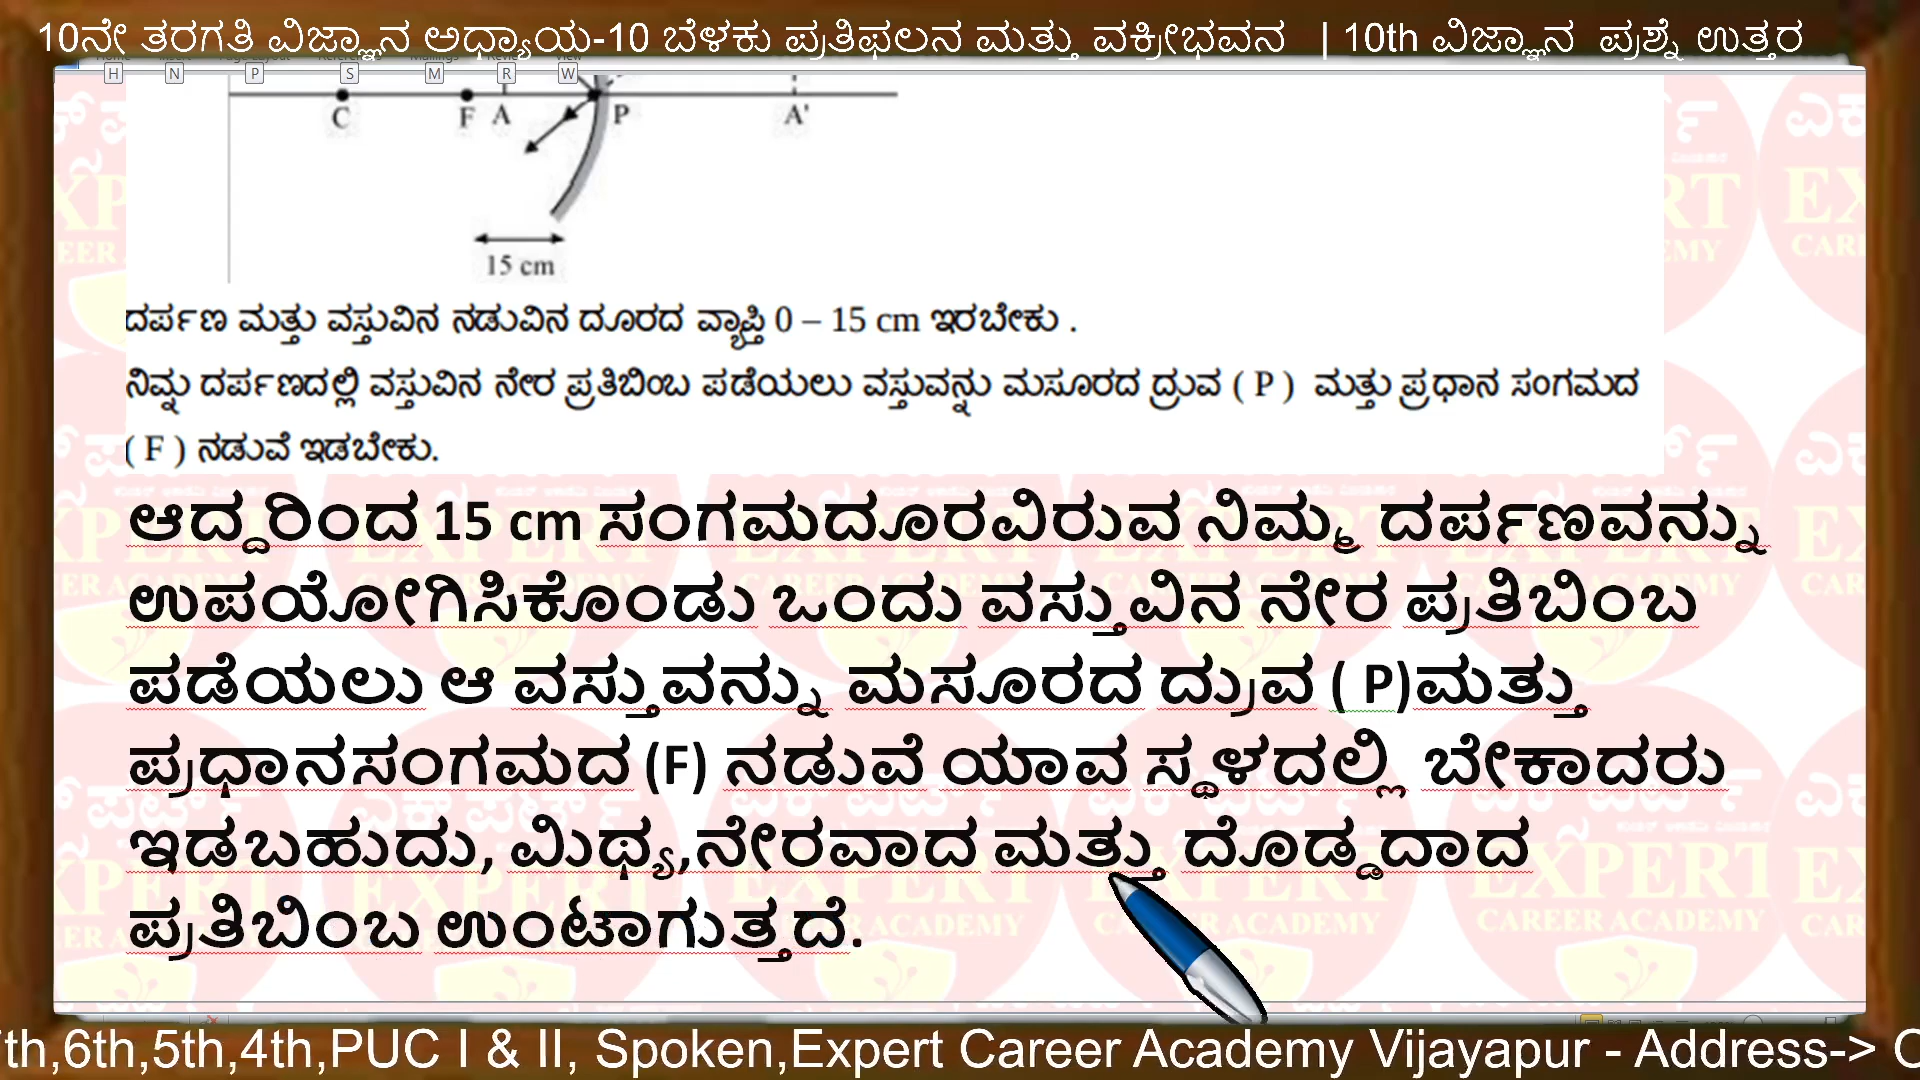 10ನೇ ತರಗತಿ ವಿಜ್ಞಾನ ಅಧ್ಯಾಯ-10 ಬೆಳಕು ಪ್ರತಿಫಲನ ಮತ್ತು ವಕ್ರೀಭವನ | 10th ವಿಜ್ಞಾನ ಪ್ರಶ್ನೆ ಉತ್ತರ
H N P S M R W
C F A P A'
15 cm
ದರ್ಪಣ ಮತ್ತು ವಸ್ತುವಿನ ನಡುವಿನ ದೂರದ ವ್ಯಾಪ್ತಿ 0 – 15 cm ಇರಬೇಕು .
ನಿಮ್ನ ದರ್ಪಣದಲ್ಲಿ ವಸ್ತುವಿನ ನೇರ ಪ್ರತಿಬಿಂಬ ಪಡೆಯಲು ವಸ್ತುವನ್ನು ಮಸೂರದ ದ್ರುವ ( P ) ಮತ್ತು ಪ್ರಧಾನ ಸಂಗಮದ
( F ) ನಡುವೆ ಇಡಬೇಕು.
ಆದ್ದರಿಂದ 15 cm ಸಂಗಮದೂರವಿರುವ ನಿಮ್ನ ದರ್ಪಣವನ್ನು
ಉಪಯೋಗಿಸಿಕೊಂಡು ಒಂದು ವಸ್ತುವಿನ ನೇರ ಪ್ರತಿಬಿಂಬ
ಪಡೆಯಲು ಆ ವಸ್ತುವನ್ನು ಮಸೂರದ ದ್ರುವ ( P)ಮತ್ತು
ಪ್ರಧಾನಸಂಗಮದ (F) ನಡುವೆ ಯಾವ ಸ್ಥಳದಲ್ಲಿ ಬೇಕಾದರು
ಇಡಬಹುದು, ಮಿಥ್ಯ,ನೇರವಾದ ಮತ್ತು ದೊಡ್ಡದಾದ
ಪ್ರತಿಬಿಂಬ ಉಂಟಾಗುತ್ತದೆ.
7th,6th,5th,4th,PUC I & II, Spoken,Expert Career Academy Vijayapur - Address->